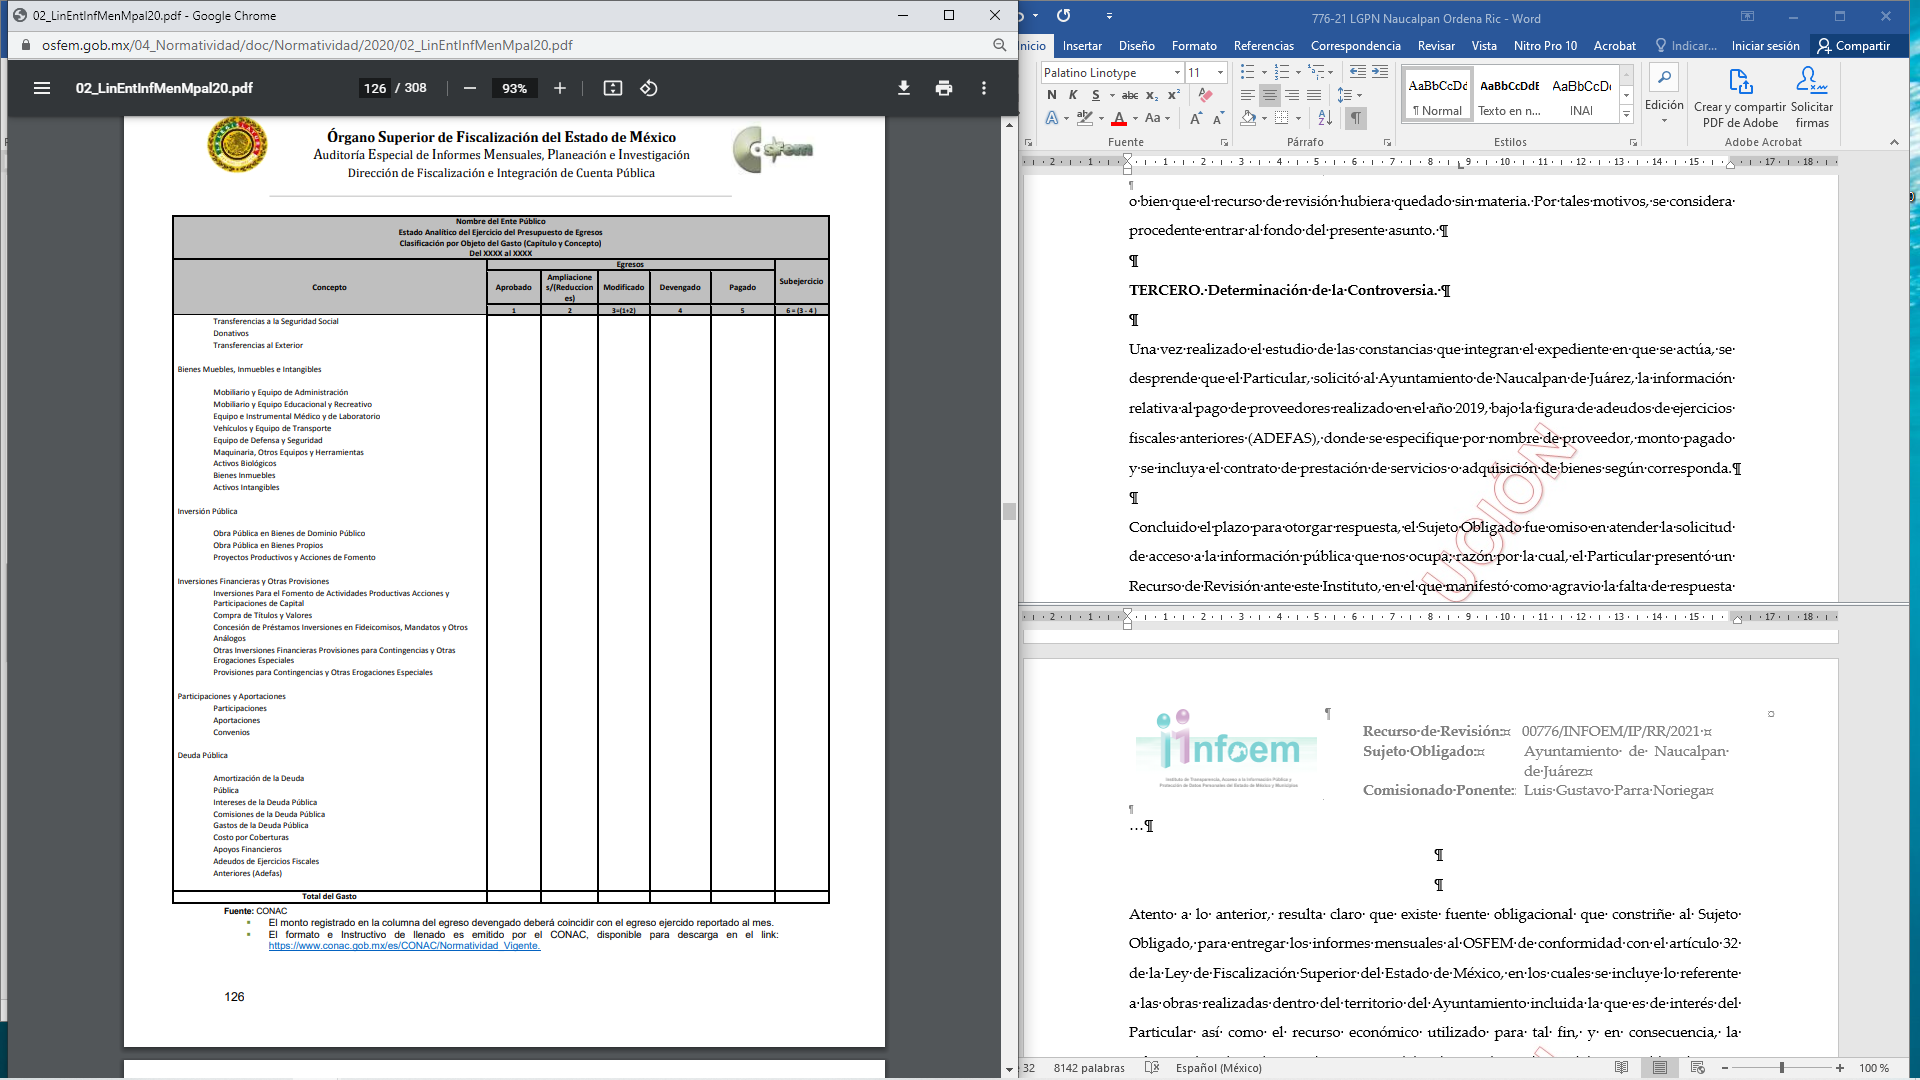 02_LinEntInfMenMpal20.pdf - Google Chrome
osfem.gob.mx/04_Normatividad/doc/Normatividad/2020/02_LinEntInfMenMpal20.pdf
02_LinEntInfMenMpal20.pdf
126 / 308
93%
Órgano Superior de Fiscalización del Estado de México
Auditoría Especial de Informes Mensuales, Planeación e Investigación
Dirección de Fiscalización e Integración de Cuenta Pública
Osfem
Nombre del Ente Público
Estado Analítico del Ejercicio del Presupuesto de Egresos
Clasificación por Objeto del Gasto (Capítulo y Concepto)
Del XXXX al XXXX
Egresos
Concepto
Aprobado
Ampliacione
s/(Reduccion
es)
Modificado
Devengado
Pagado
Subejercicio
1
2
3=(1+2)
4
5
6 = (3 - 4 )
Transferencias a la Seguridad Social
Donativos
Transferencias al Exterior
Bienes Muebles, Inmuebles e Intangibles
Mobiliario y Equipo de Administración
Mobiliario y Equipo Educacional y Recreativo
Equipo e Instrumental Médico y de Laboratorio
Vehículos y Equipo de Transporte
Equipo de Defensa y Seguridad
Maquinaria, Otros Equipos y Herramientas
Activos Biológicos
Bienes Inmuebles
Activos Intangibles
Inversión Pública
Obra Pública en Bienes de Dominio Público
Obra Pública en Bienes Propios
Proyectos Productivos y Acciones de Fomento
Inversiones Financieras y Otras Provisiones
Inversiones Para el Fomento de Actividades Productivas Acciones y
Participaciones de Capital
Compra de Títulos y Valores
Concesión de Préstamos Inversiones en Fideicomisos, Mandatos y Otros
Análogos
Otras Inversiones Financieras Provisiones para Contingencias y Otras
Erogaciones Especiales
Provisiones para Contingencias y Otras Erogaciones Especiales
Participaciones y Aportaciones
Participaciones
Aportaciones
Convenios
Deuda Pública
Amortización de la Deuda
Pública
Intereses de la Deuda Pública
Comisiones de la Deuda Pública
Gastos de la Deuda Pública
Costo por Coberturas
Apoyos Financieros
Adeudos de Ejercicios Fiscales
Anteriores (Adefas)
Total del Gasto
Fuente: CONAC
El monto registrado en la columna del egreso devengado deberá coincidir con el egreso ejercido reportado al mes.
El formato e Instructivo de llenado es emitido por el CONAC, disponible para descarga en el link:
https://www.conac.gob.mx/es/CONAC/Normatividad_Vigente.
126
776-21 LGPN Naucalpan Ordena Ric - Word
Inicio Insertar Diseño Formato Referencias Correspondencia Revisar Vista Nitro Pro 10 Acrobat Indicar... Iniciar sesión Compartir
Palatino Linotype 11
N K S abc x₂ x²
Fuente
Párrafo
AaBbCcDd AaBbCcDdE AaBbCcD
¶ Normal Texto en n... INAI
Estilos
Edición
Crear y compartir
PDF de Adobe
Solicitar
firmas
Adobe Acrobat
o bien que el recurso de revisión hubiera quedado sin materia. Por tales motivos, se considera
procedente entrar al fondo del presente asunto. ¶
¶
TERCERO. Determinación de la Controversia. ¶
¶
Una vez realizado el estudio de las constancias que integran el expediente en que se actúa, se
desprende que el Particular, solicitó al Ayuntamiento de Naucalpan de Juárez, la información
relativa al pago de proveedores realizado en el año 2019, bajo la figura de adeudos de ejercicios
fiscales anteriores (ADEFAS), donde se especifique por nombre de proveedor, monto pagado
y se incluya el contrato de prestación de servicios o adquisición de bienes según corresponda.¶
¶
Concluido el plazo para otorgar respuesta, el Sujeto Obligado fue omiso en atender la solicitud
de acceso a la información pública que nos ocupa; razón por la cual, el Particular presentó un
Recurso de Revisión ante este Instituto, en el que manifestó como agravio la falta de respuesta
UCIÓN
infoem
Instituto de Transparencia, Acceso a la Información Pública y
Protección de Datos Personales del Estado de México y Municipios
Recurso de Revisión: 00776/INFOEM/IP/RR/2021
Sujeto Obligado: Ayuntamiento de Naucalpan
de Juárez
Comisionado Ponente: Luis Gustavo Parra Noriega
...¶
¶
¶
Atento a lo anterior, resulta claro que existe fuente obligacional que constriñe al Sujeto
Obligado, para entregar los informes mensuales al OSFEM de conformidad con el artículo 32
de la Ley de Fiscalización Superior del Estado de México, en los cuales se incluye lo referente
a las obras realizadas dentro del territorio del Ayuntamiento incluida la que es de interés del
Particular así como el recurso económico utilizado para tal fin, y en consecuencia, la
32 8142 palabras Español (México) 100 %